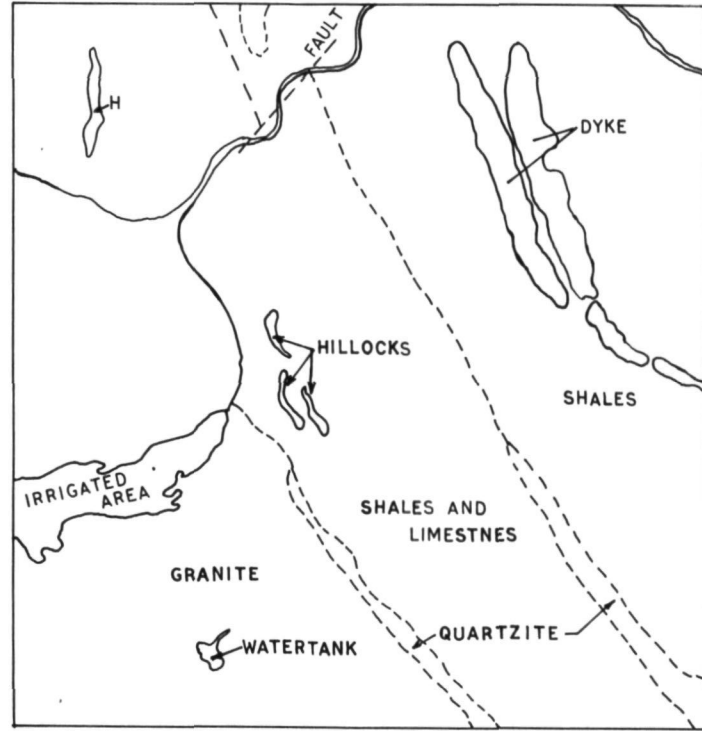 FAULT
H
DYKE
HILLOCKS
SHALES
IRRIGATED
AREA
SHALES AND
LIMESTNES
GRANITE
QUARTZITE
WATERTANK